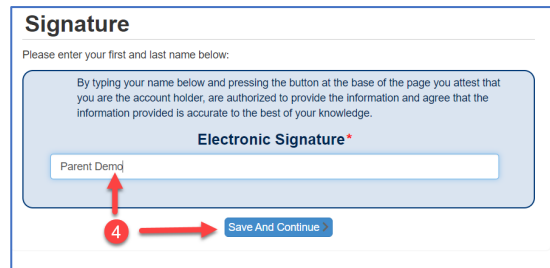 Signature
Please enter your first and last name below:
By typing your name below and pressing the button at the base of the page you attest that
you are the account holder, are authorized to provide the information and agree that the
information provided is accurate to the best of your knowledge.
Electronic Signature*
Parent Demo
4
Save And Continue >